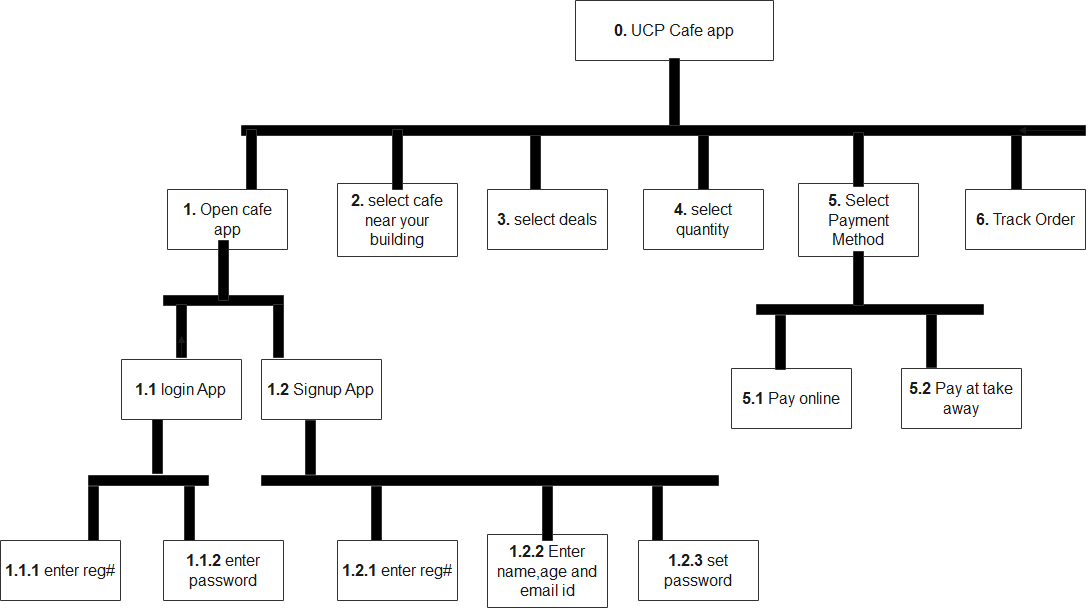 0. UCP Cafe app
1. Open cafe
app
2. select cafe
near your
building
3. select deals
4. select
quantity
5. Select
Payment
Method
6. Track Order
1.1 login App
1.2 Signup App
5.1 Pay online
5.2 Pay at take
away
1.1.1 enter reg#
1.1.2 enter
password
1.2.1 enter reg#
1.2.2 Enter
name,age and
email id
1.2.3 set
password